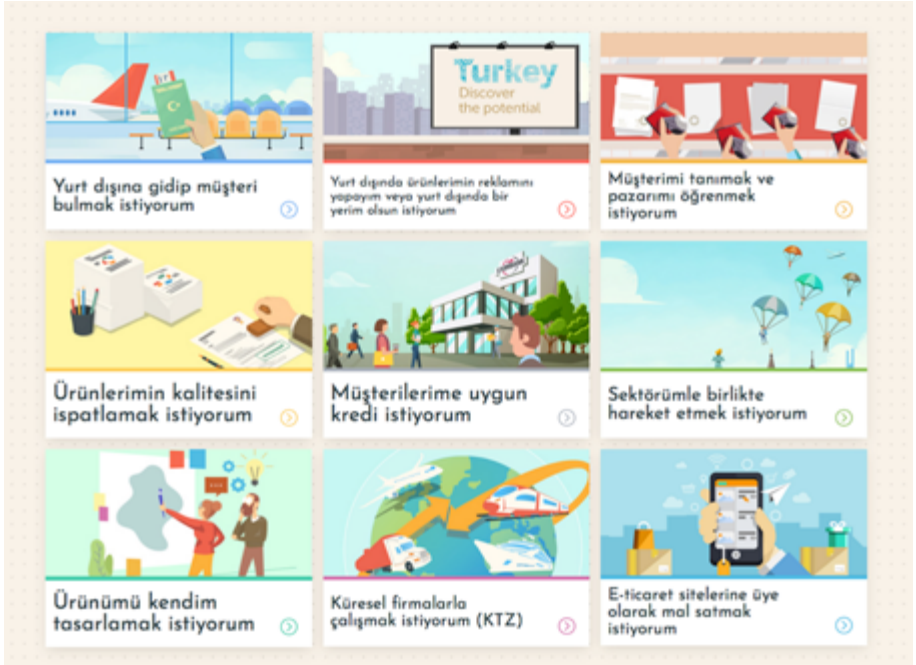 Turkey
Discover
the potential
Yurt dışına gidip müşteri
bulmak istiyorum
Yurt dışında ürünlerimin reklamını
yapayım veya yurt dışında bir
yerim olsun istiyorum
Müşterimi tanımak ve
pazarımı öğrenmek
istiyorum
Ürünlerimin kalitesini
ispatlamak istiyorum
Müşterilerime uygun
kredi istiyorum
Sektörümle birlikte
hareket etmek istiyorum
Ürünümü kendim
tasarlamak istiyorum
Küresel firmalarla
çalışmak istiyorum (KTZ)
E-ticaret sitelerine üye
olarak mal satmak
istiyorum